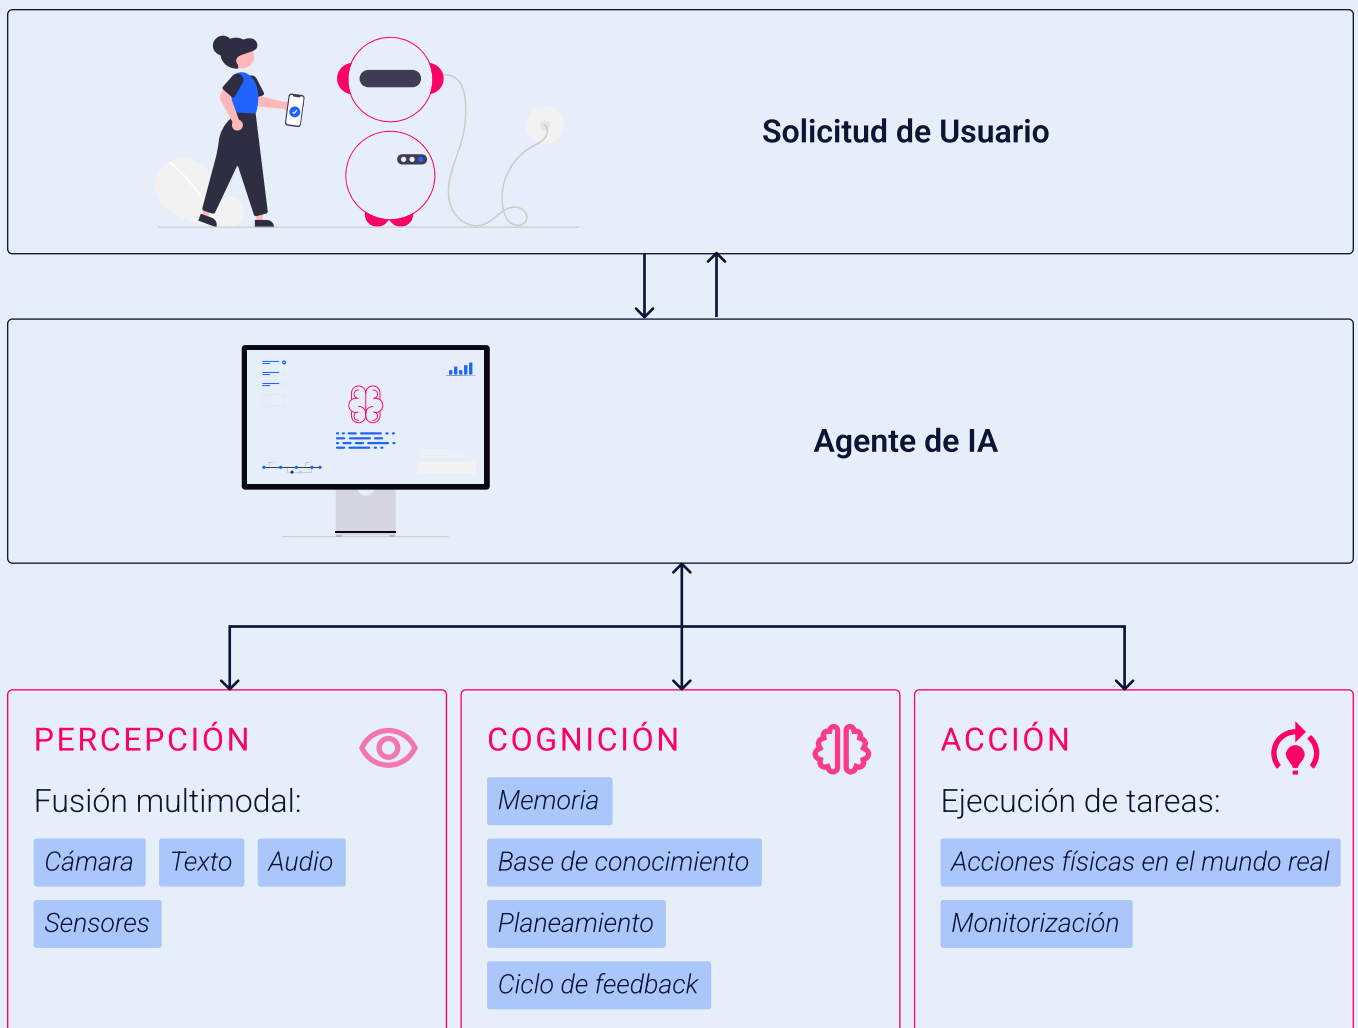 Solicitud de Usuario
Agente de IA
PERCEPCIÓN
Fusión multimodal:
Cámara Texto Audio
Sensores
COGNICIÓN
Memoria
Base de conocimiento
Planeamiento
Ciclo de feedback
ACCIÓN
Ejecución de tareas:
Acciones físicas en el mundo real
Monitorización